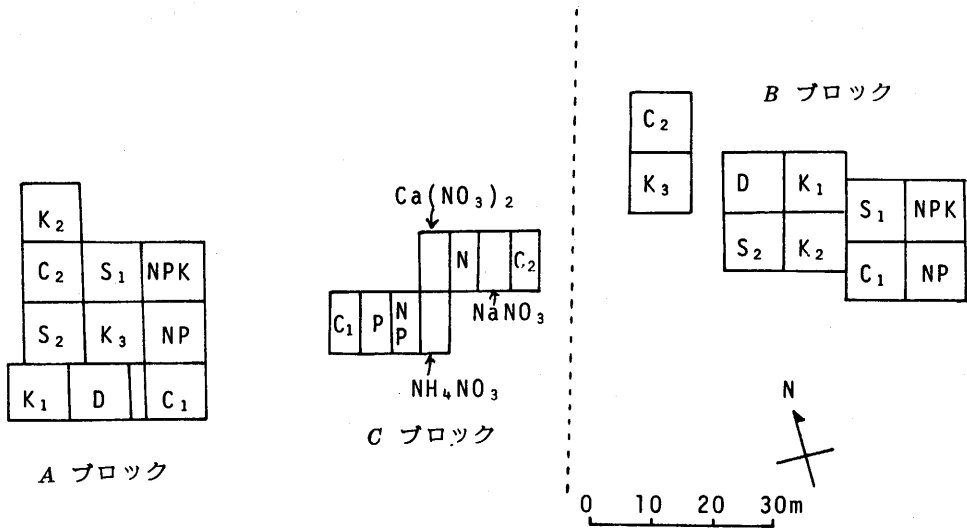 K₂
C₂ S₁ NPK
S₂ K₃ NP
K₁ D C₁
A ブロック
Ca(NO₃)₂
N C₂
C₁ P NP
NaNO₃
NH₄NO₃
C ブロック
B ブロック
C₂
K₃
D K₁
S₂ K₂
S₁ NPK
C₁ NP
N
0 10 20 30m